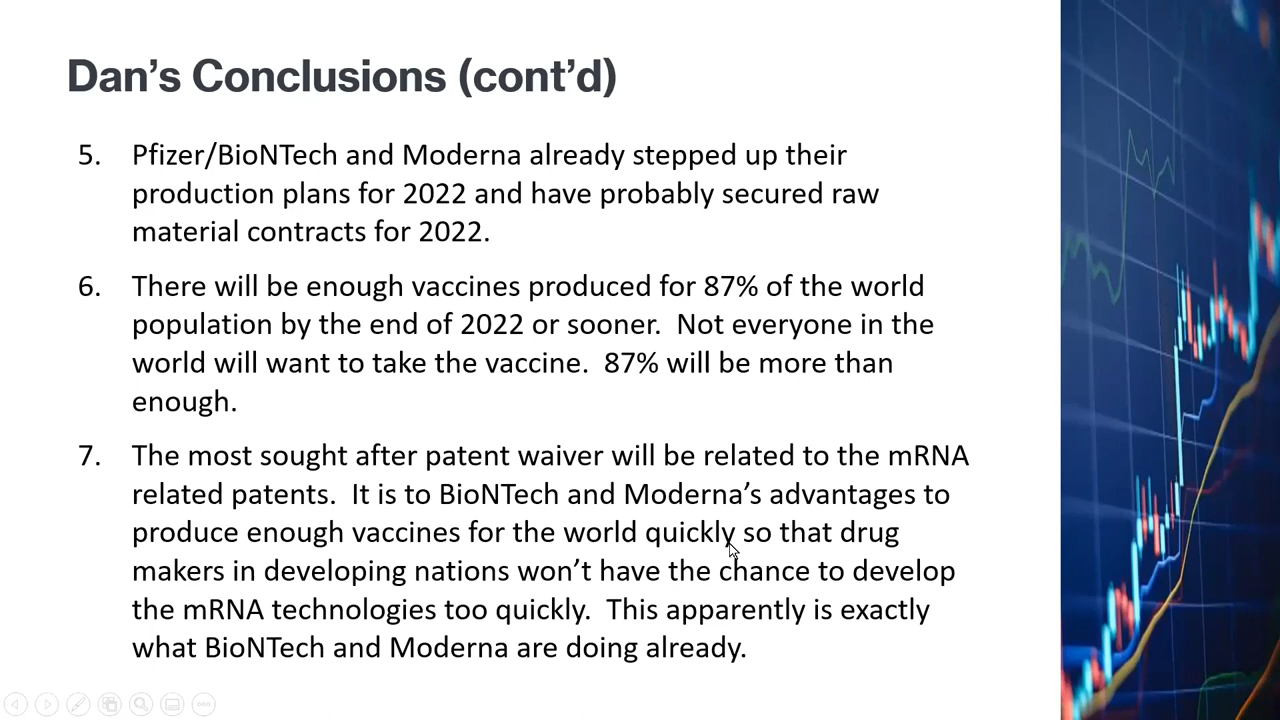 Dan’s Conclusions (cont’d)
5. Pfizer/BioNTech and Moderna already stepped up their
production plans for 2022 and have probably secured raw
material contracts for 2022.
6. There will be enough vaccines produced for 87% of the world
population by the end of 2022 or sooner.  Not everyone in the
world will want to take the vaccine.  87% will be more than
enough.
7. The most sought after patent waiver will be related to the mRNA
related patents.  It is to BioNTech and Moderna’s advantages to
produce enough vaccines for the world quickly so that drug
makers in developing nations won’t have the chance to develop
the mRNA technologies too quickly.  This apparently is exactly
what BioNTech and Moderna are doing already.